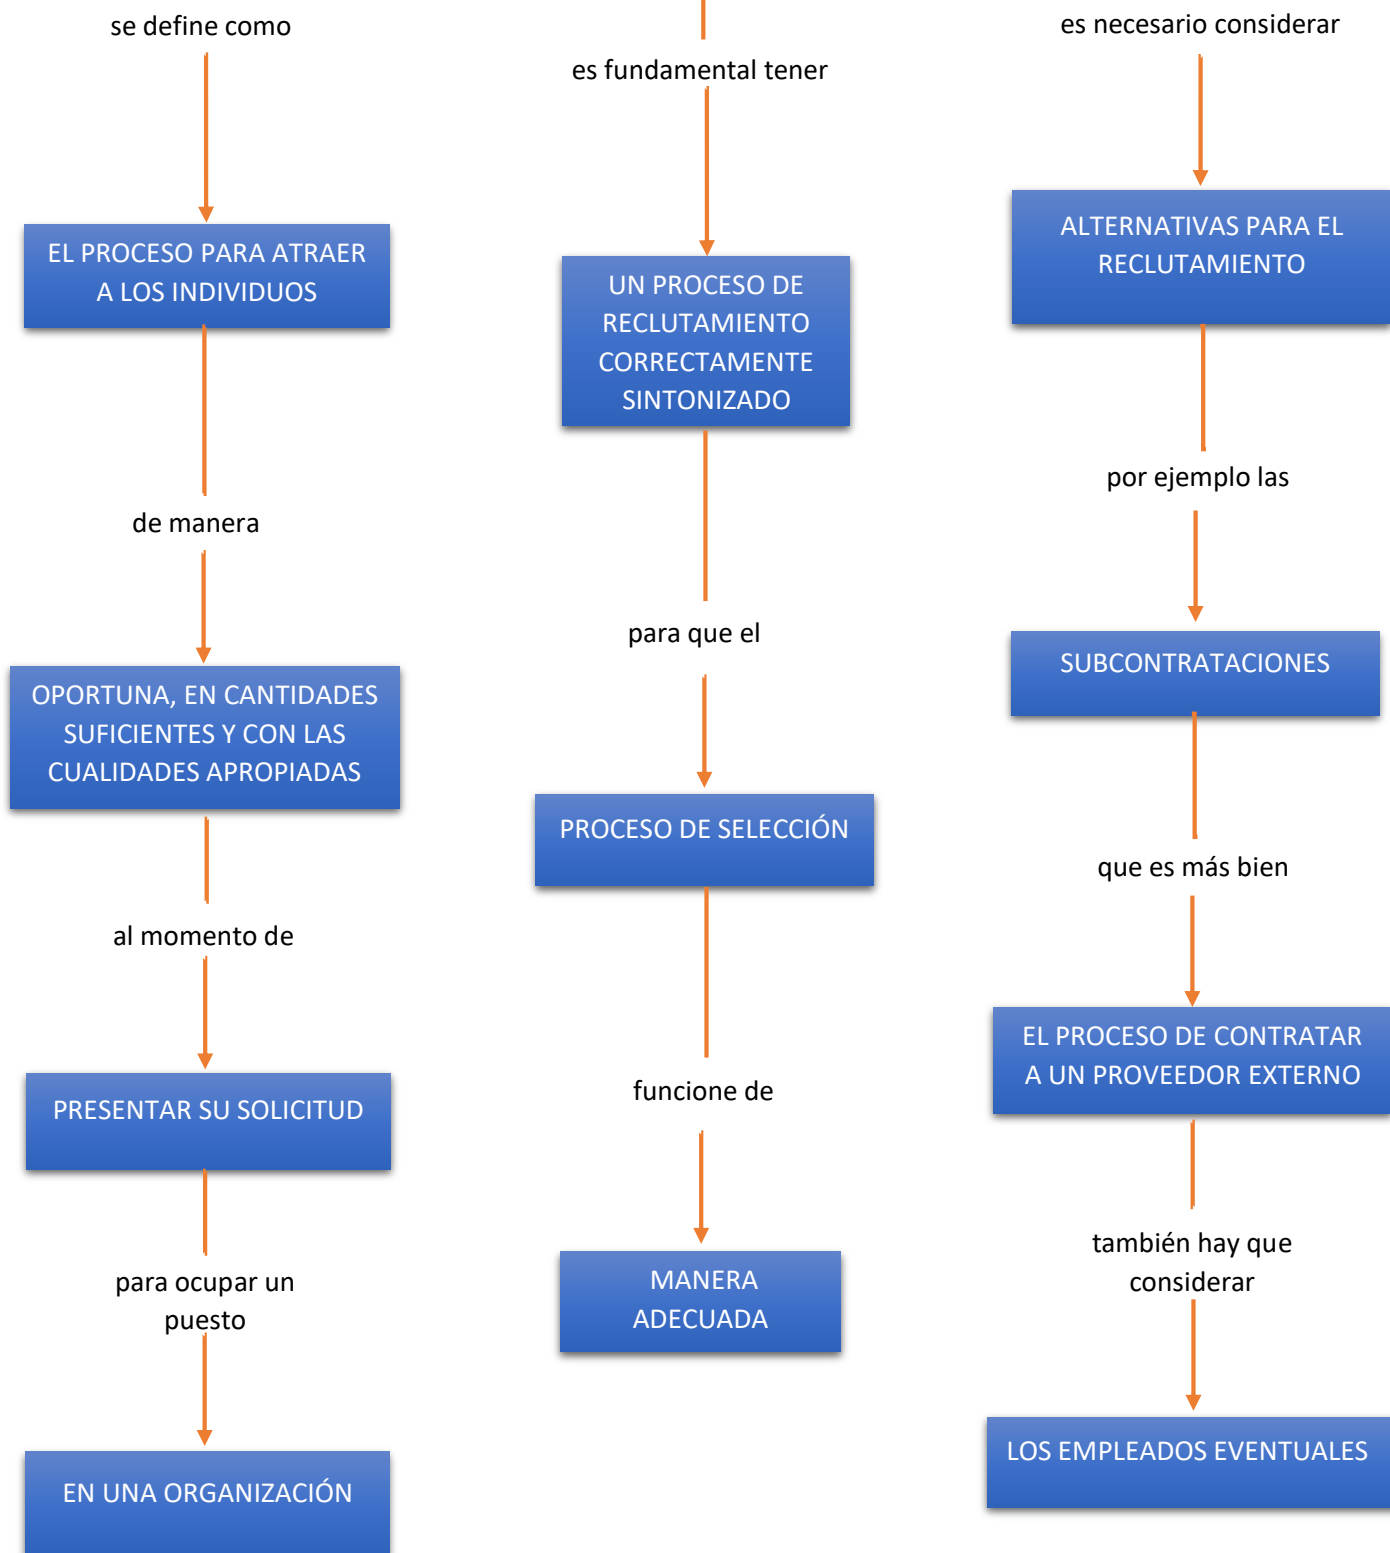 se define como
EL PROCESO PARA ATRAER
A LOS INDIVIDUOS
de manera
OPORTUNA, EN CANTIDADES
SUFICIENTES Y CON LAS
CUALIDADES APROPIADAS
al momento de
PRESENTAR SU SOLICITUD
para ocupar un
puesto
EN UNA ORGANIZACIÓN
es fundamental tener
UN PROCESO DE
RECLUTAMIENTO
CORRECTAMENTE
SINTONIZADO
para que el
PROCESO DE SELECCIÓN
funcione de
MANERA
ADECUADA
es necesario considerar
ALTERNATIVAS PARA EL
RECLUTAMIENTO
por ejemplo las
SUBCONTRATACIONES
que es más bien
EL PROCESO DE CONTRATAR
A UN PROVEEDOR EXTERNO
también hay que
considerar
LOS EMPLEADOS EVENTUALES